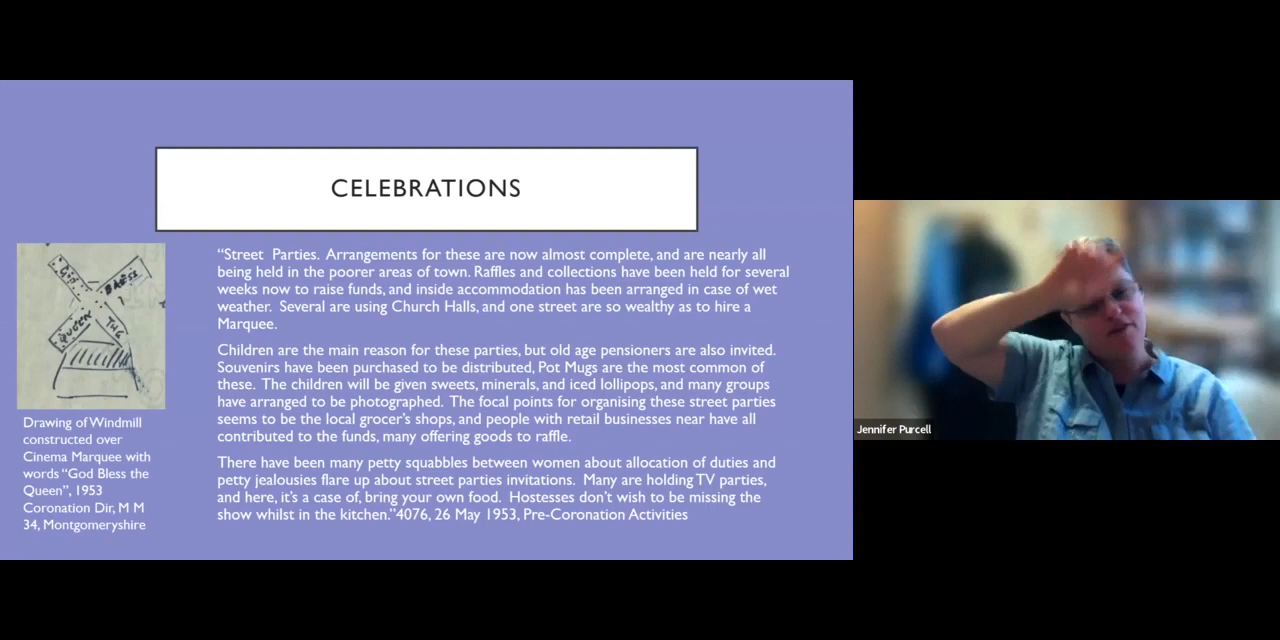 CELEBRATIONS
GOD
BLESS
QUEEN
THE
Drawing of Windmill
constructed over
Cinema Marquee with
words “God Bless the
Queen”, 1953
Coronation Dir, M M
34, Montgomeryshire
“Street  Parties.  Arrangements for these are now almost complete, and are nearly all
being held in the poorer areas of town. Raffles and collections have been held for several
weeks now to raise funds, and inside accommodation has been arranged in case of wet
weather.  Several are using Church Halls, and one street are so wealthy as to hire a
Marquee.
Children are the main reason for these parties, but old age pensioners are also invited.
Souvenirs have been purchased to be distributed, Pot Mugs are the most common of
these.  The children will be given sweets, minerals, and iced lollipops, and many groups
have arranged to be photographed.  The focal points for organising these street parties
seems to be the local grocer’s shops, and people with retail businesses near have all
contributed to the funds, many offering goods to raffle.
There have been many petty squabbles between women about allocation of duties and
petty jealousies flare up about street parties invitations.  Many are holding TV parties,
and here, it’s a case of, bring your own food.  Hostesses don’t wish to be missing the
show whilst in the kitchen.”4076, 26 May 1953, Pre-Coronation Activities
Jennifer Purcell